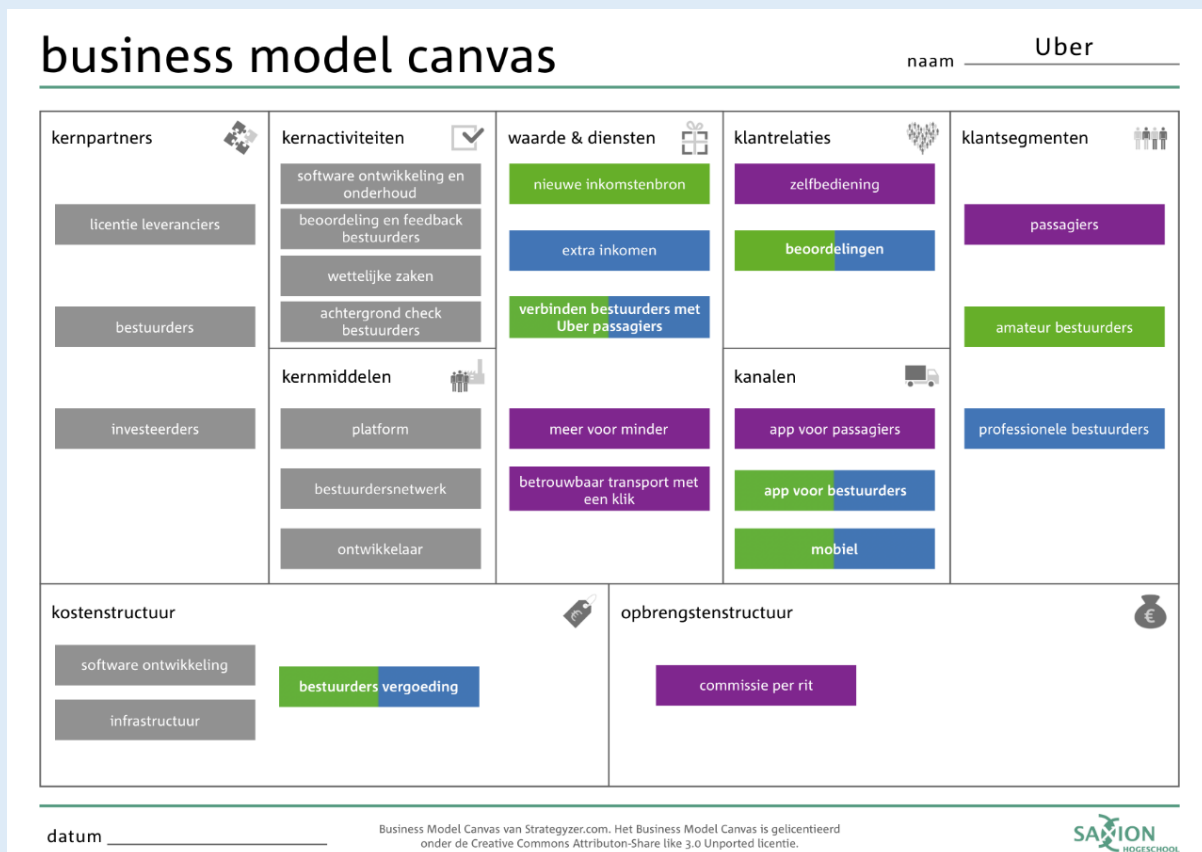 business model canvas
naam Uber
kernpartners
licentie leveranciers
bestuurders
investeerders
kernactiviteiten
software ontwikkeling en
onderhoud
beoordeling en feedback
bestuurders
wettelijke zaken
achtergrond check
bestuurders
kernmiddelen
platform
bestuurdersnetwerk
ontwikkelaar
waarde & diensten
nieuwe inkomstenbron
extra inkomen
verbinden bestuurders met
Uber passagiers
meer voor minder
betrouwbaar transport met
een klik
klantrelaties
zelfbediening
beoordelingen
kanalen
app voor passagiers
app voor bestuurders
mobiel
klantsegmenten
passagiers
amateur bestuurders
professionele bestuurders
kostenstructuur
€
software ontwikkeling
infrastructuur
bestuurders vergoeding
opbrengstenstructuur
€
commissie per rit
datum
Business Model Canvas van Strategyzer.com. Het Business Model Canvas is gelicentieerd
onder de Creative Commons Attributon-Share like 3.0 Unported licentie.
SAXION
HOGESCHOOL